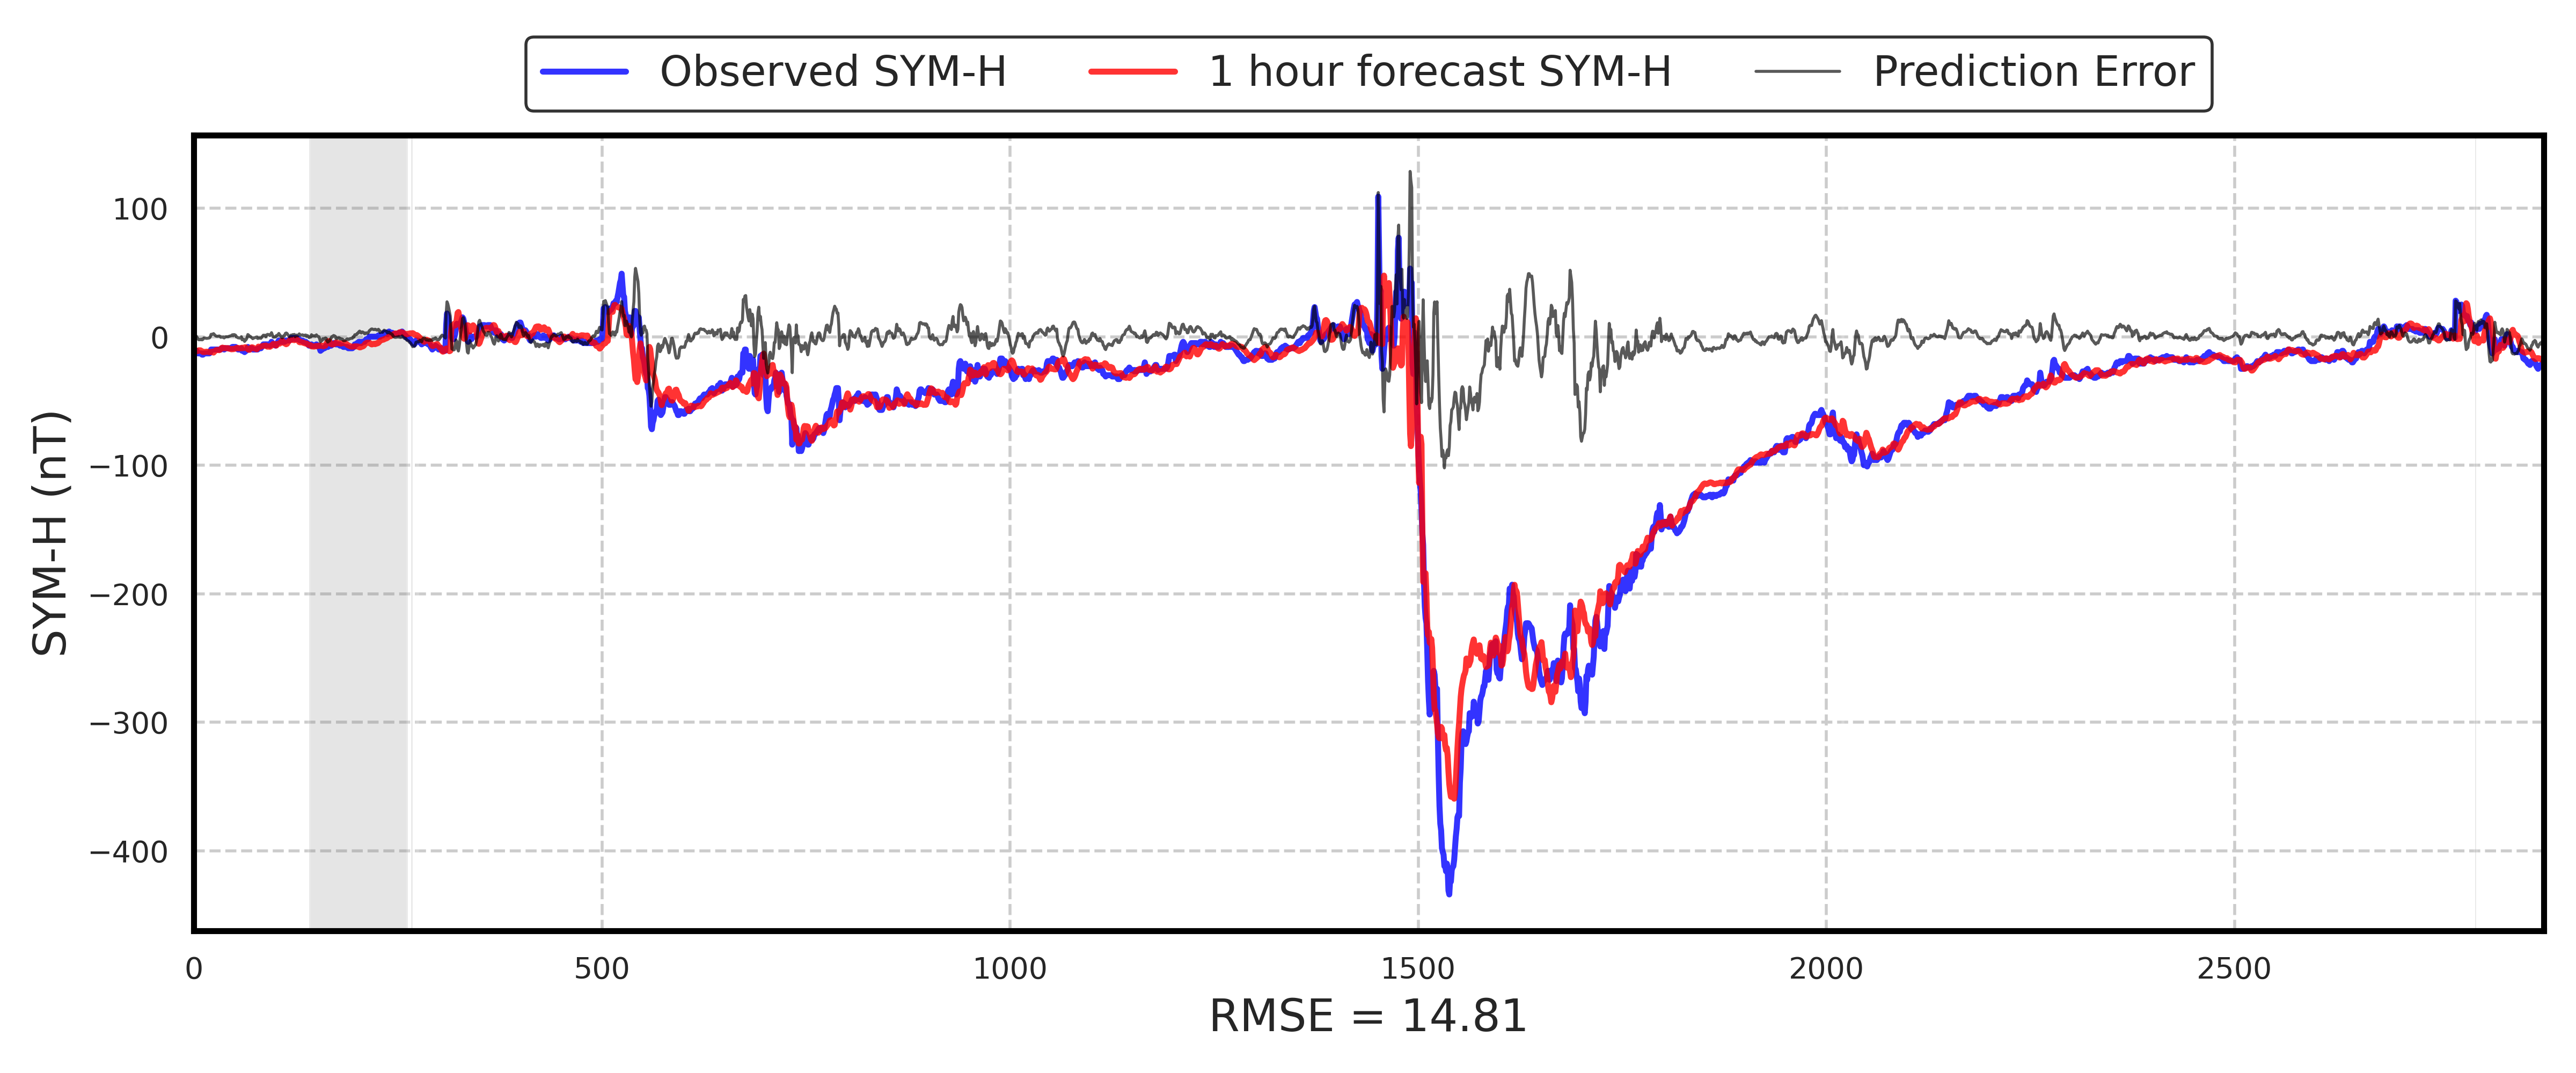 Observed SYM-H 1 hour forecast SYM-H Prediction Error
SYM-H (nT)
100
0
−100
−200
−300
−400
0 500 1000 1500 2000 2500
RMSE = 14.81